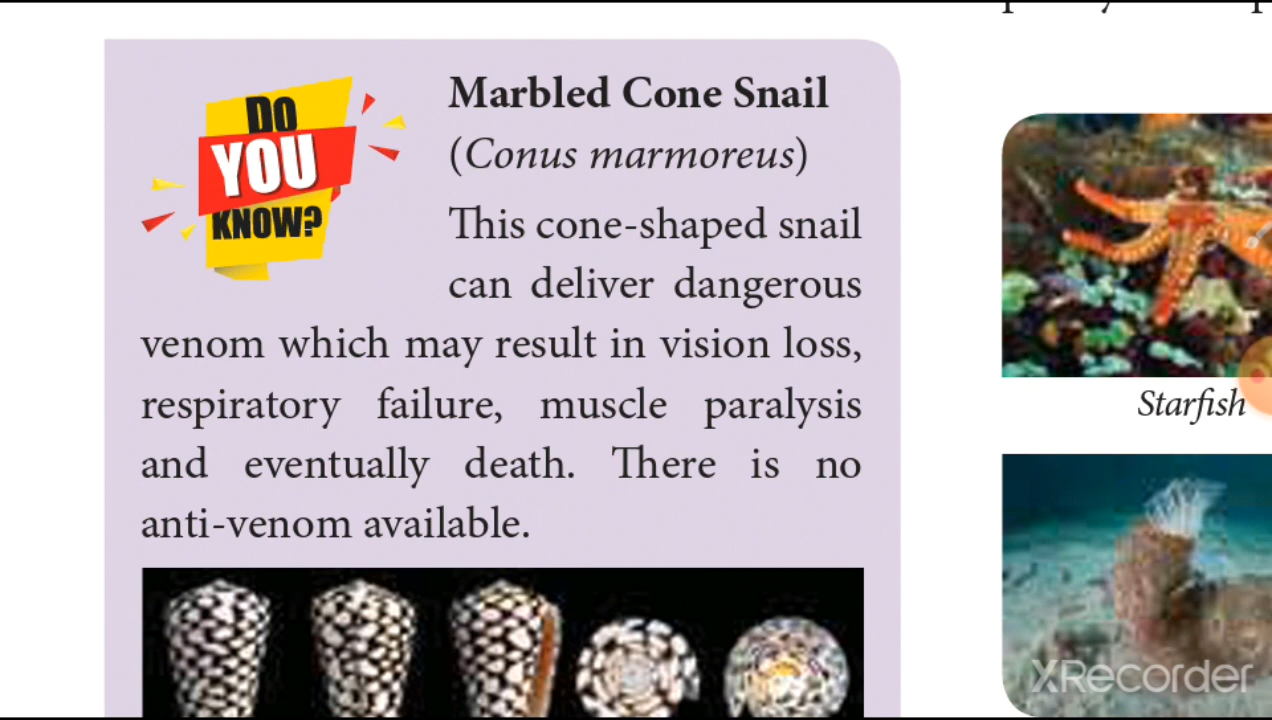 DO
YOU
KNOW?
Marbled Cone Snail
(Conus marmoreus)
This cone-shaped snail
can deliver dangerous
venom which may result in vision loss,
respiratory failure, muscle paralysis
and eventually death. There is no
anti-venom available.
Starfish
XRecorder